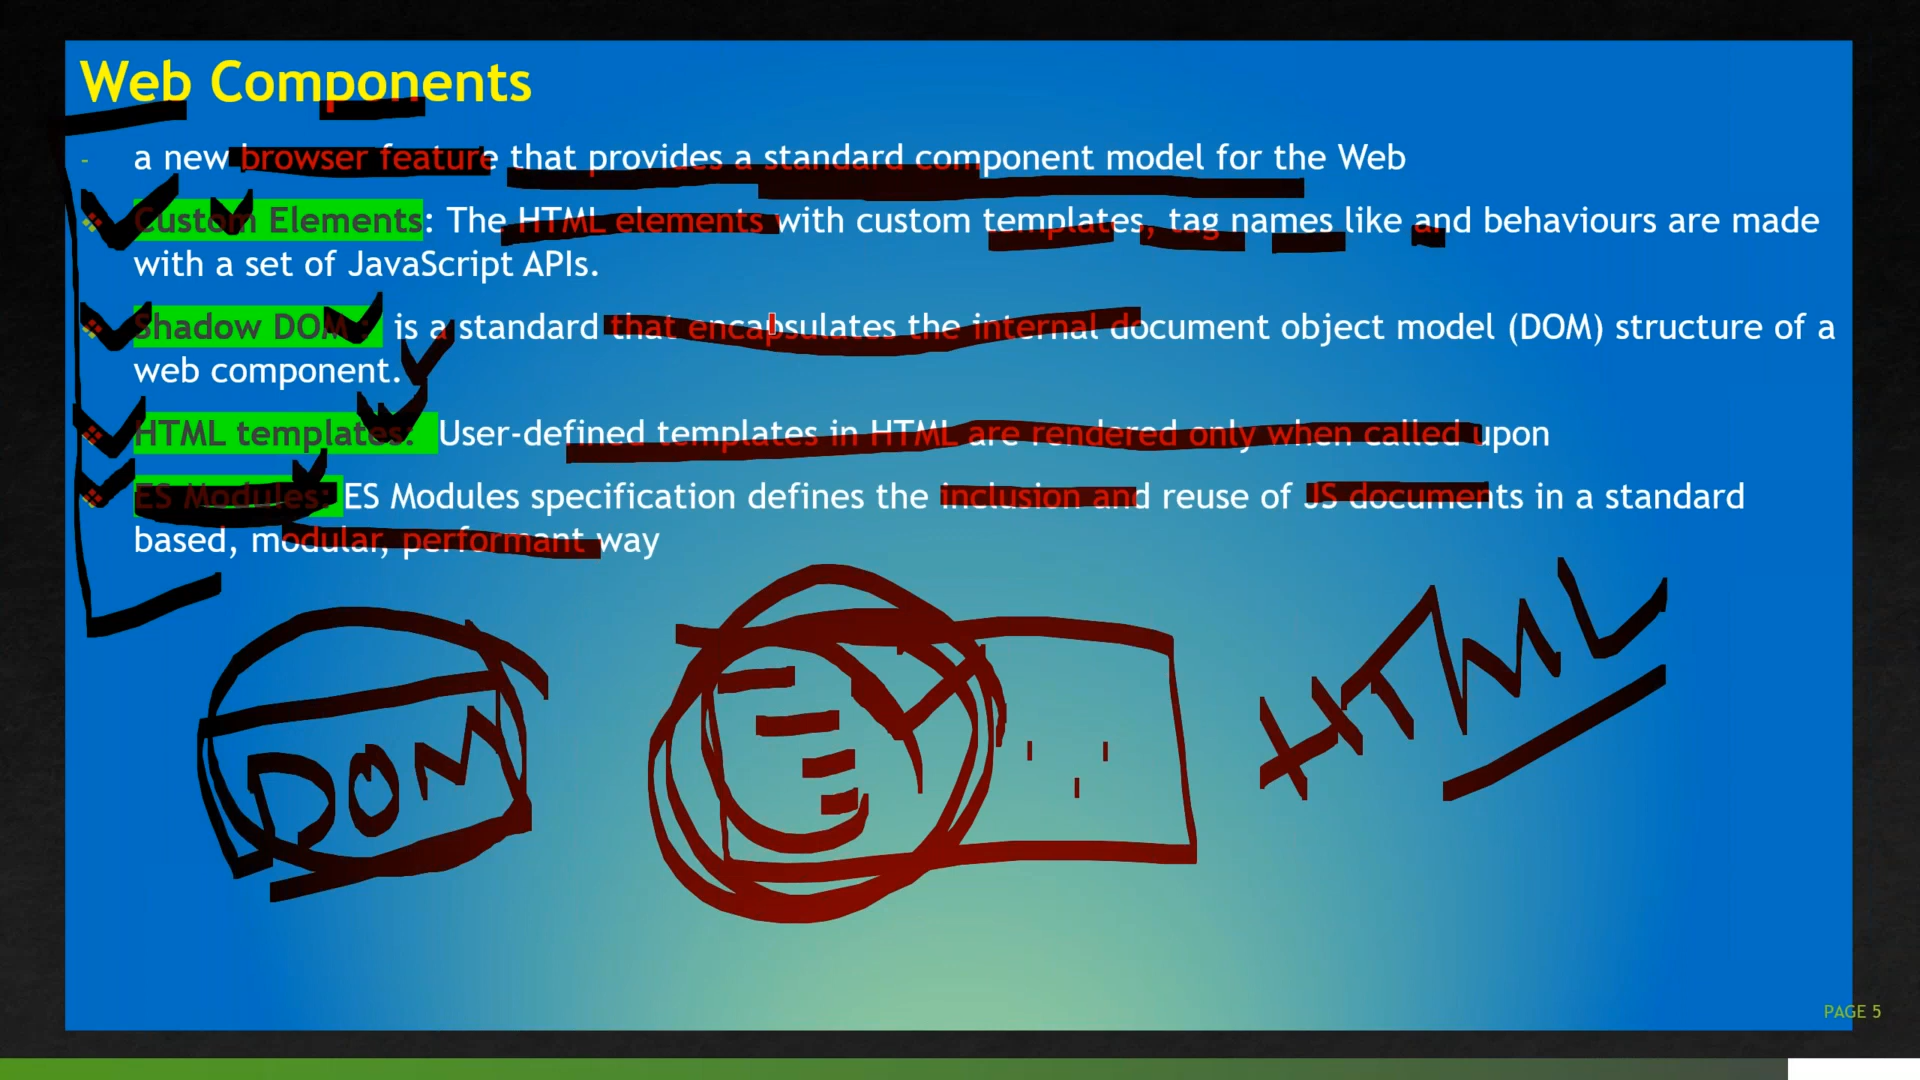 Web Components
- a new browser feature that provides a standard component model for the Web
Custom Elements: The HTML elements with custom templates, tag names like and behaviours are made
with a set of JavaScript APIs.
Shadow DOM : is a standard that encapsulates the internal document object model (DOM) structure of a
web component.
HTML templates: User-defined templates in HTML are rendered only when called upon
ES Modules: ES Modules specification defines the inclusion and reuse of JS documents in a standard
based, modular, performant way
DOM
HTML
PAGE 5